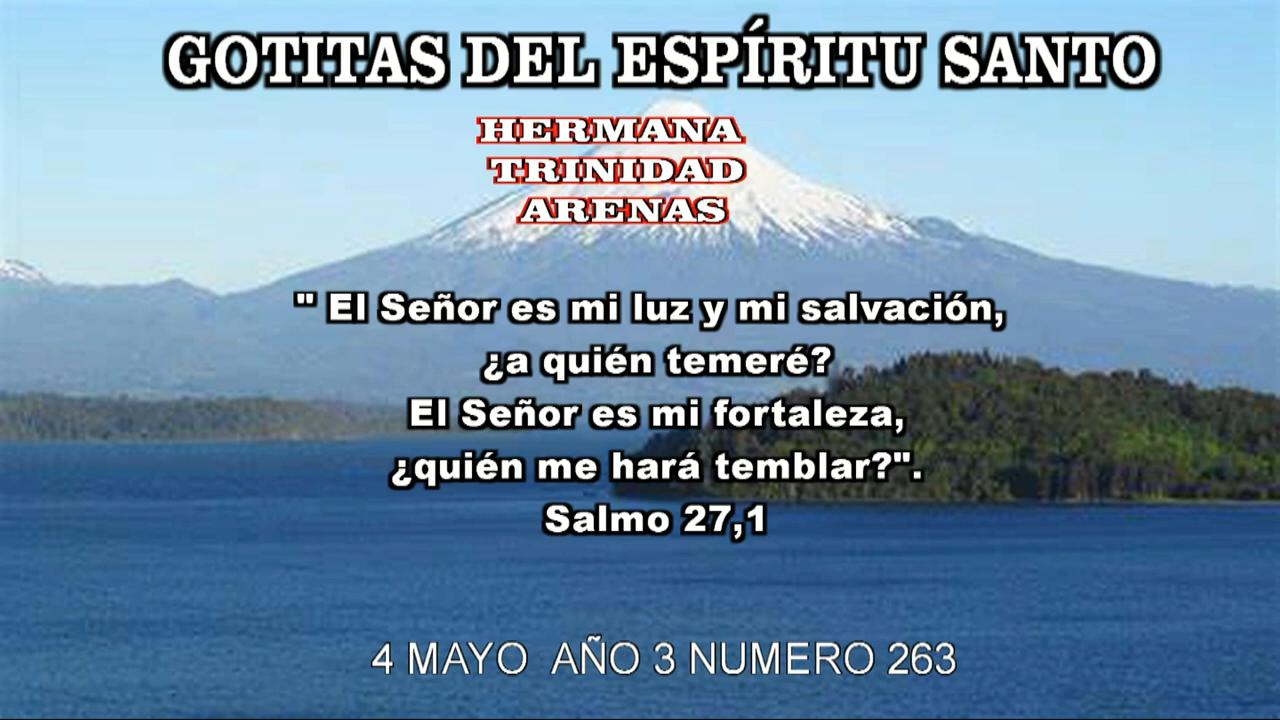 GOTITAS DEL ESPÍRITU SANTO
HERMANA
TRINIDAD
ARENAS
" El Señor es mi luz y mi salvación,
¿a quién temeré?
El Señor es mi fortaleza,
¿quién me hará temblar?".
Salmo 27,1
4 MAYO  AÑO 3 NUMERO 263